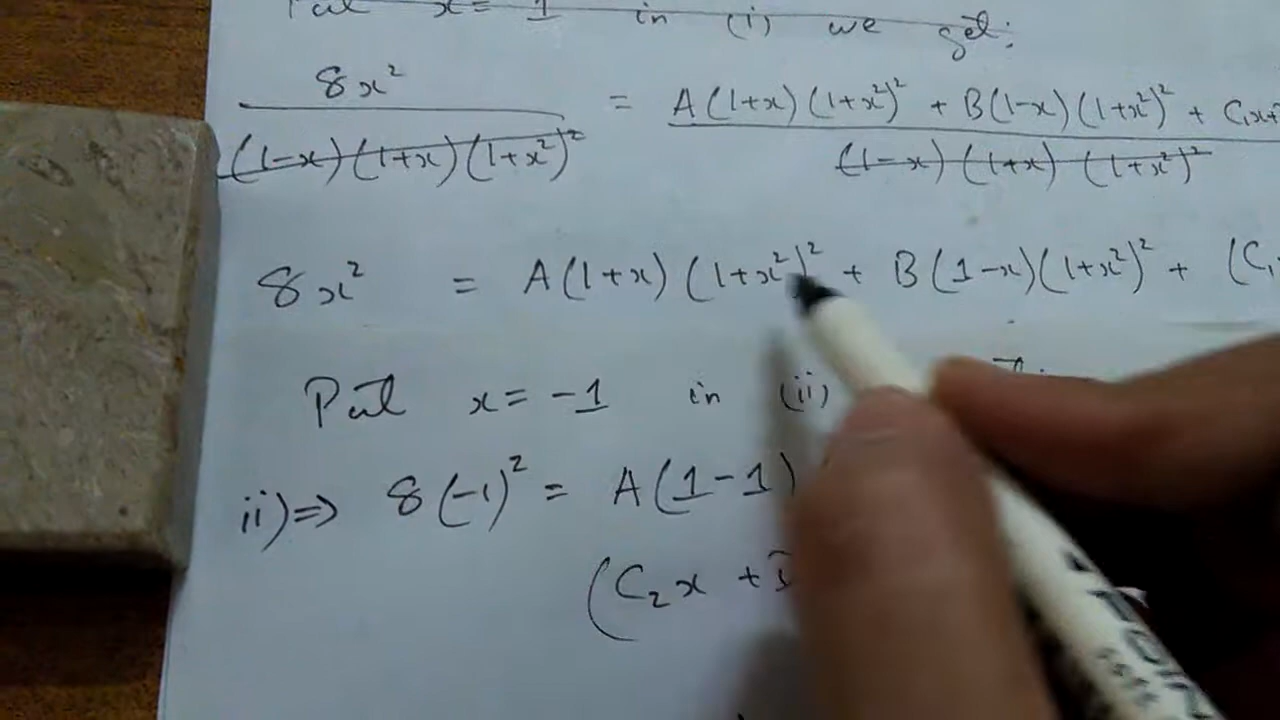 Put x = 1 in (i) we get:
8x² / (1-x)(1+x)(1+x²)² = A(1+x)(1+x²)² + B(1-x)(1+x²)² + C₁x+ / (1-x)(1+x)(1+x²)²
8x² = A(1+x)(1+x²)² + B(1-x)(1+x²)² + (C₁
Put x = -1 in (ii)
ii)⇒ 8(-1)² = A(1-1)
(C₂x +